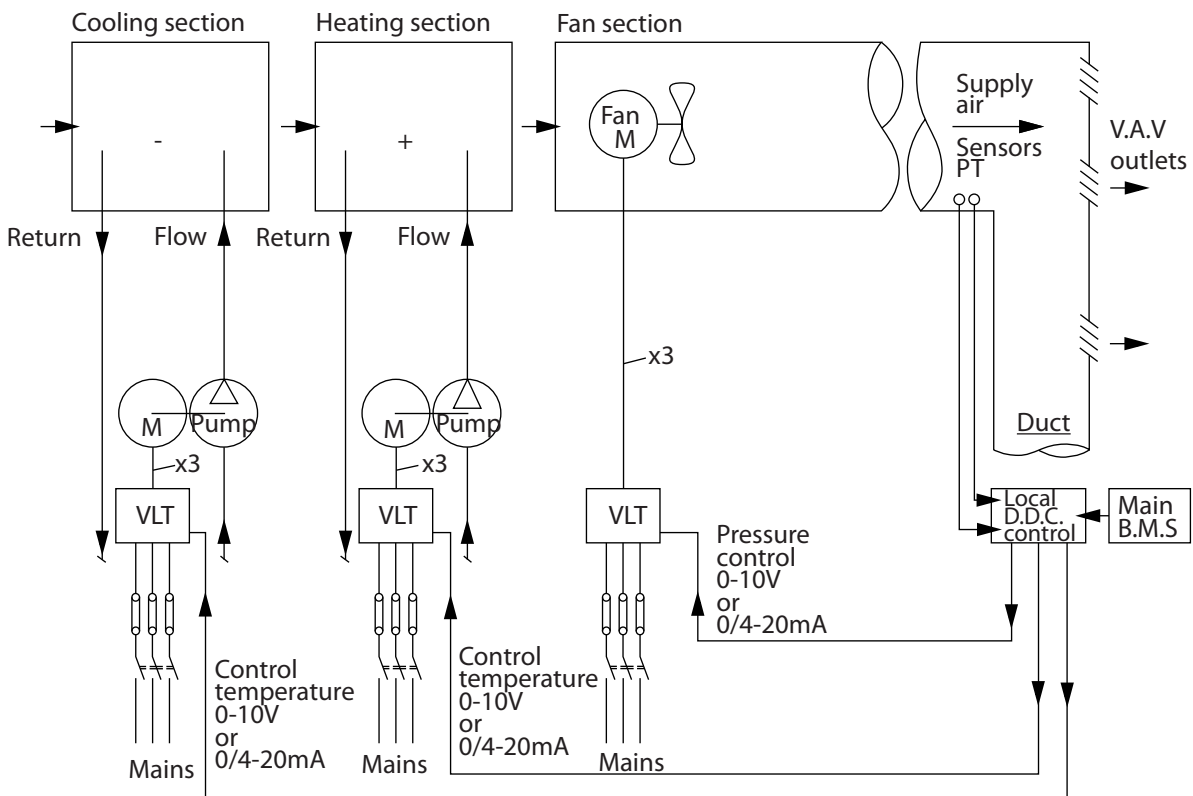 Cooling section
Heating section
Fan section
-
+
Fan
M
Supply
air
Sensors
PT
V.A.V
outlets
Return
Flow
Return
Flow
x3
M
Pump
x3
M
Pump
x3
Duct
VLT
VLT
VLT
Local
D.D.C.
control
Main
B.M.S
Pressure
control
0-10V
or
0/4-20mA
Control
temperature
0-10V
or
0/4-20mA
Control
temperature
0-10V
or
0/4-20mA
Mains
Mains
Mains